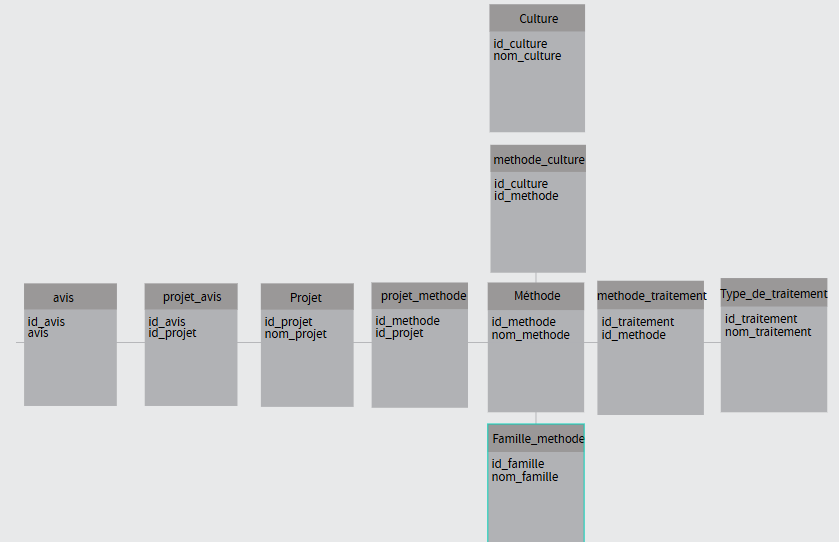 Culture
id_culture
nom_culture
methode_culture
id_culture
id_methode
avis
id_avis
avis
projet_avis
id_avis
id_projet
Projet
id_projet
nom_projet
projet_methode
id_methode
id_projet
Méthode
id_methode
nom_methode
methode_traitement
id_traitement
id_methode
Type_de_traitement
id_traitement
nom_traitement
Famille_methode
id_famille
nom_famille